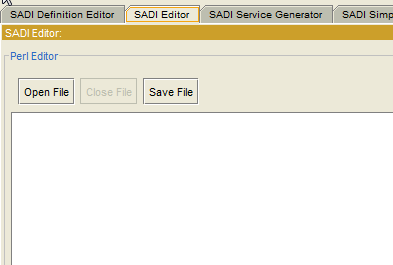 SADI Definition Editor SADI Editor SADI Service Generator SADI Simp
SADI Editor:
Perl Editor
Open File Close File Save File